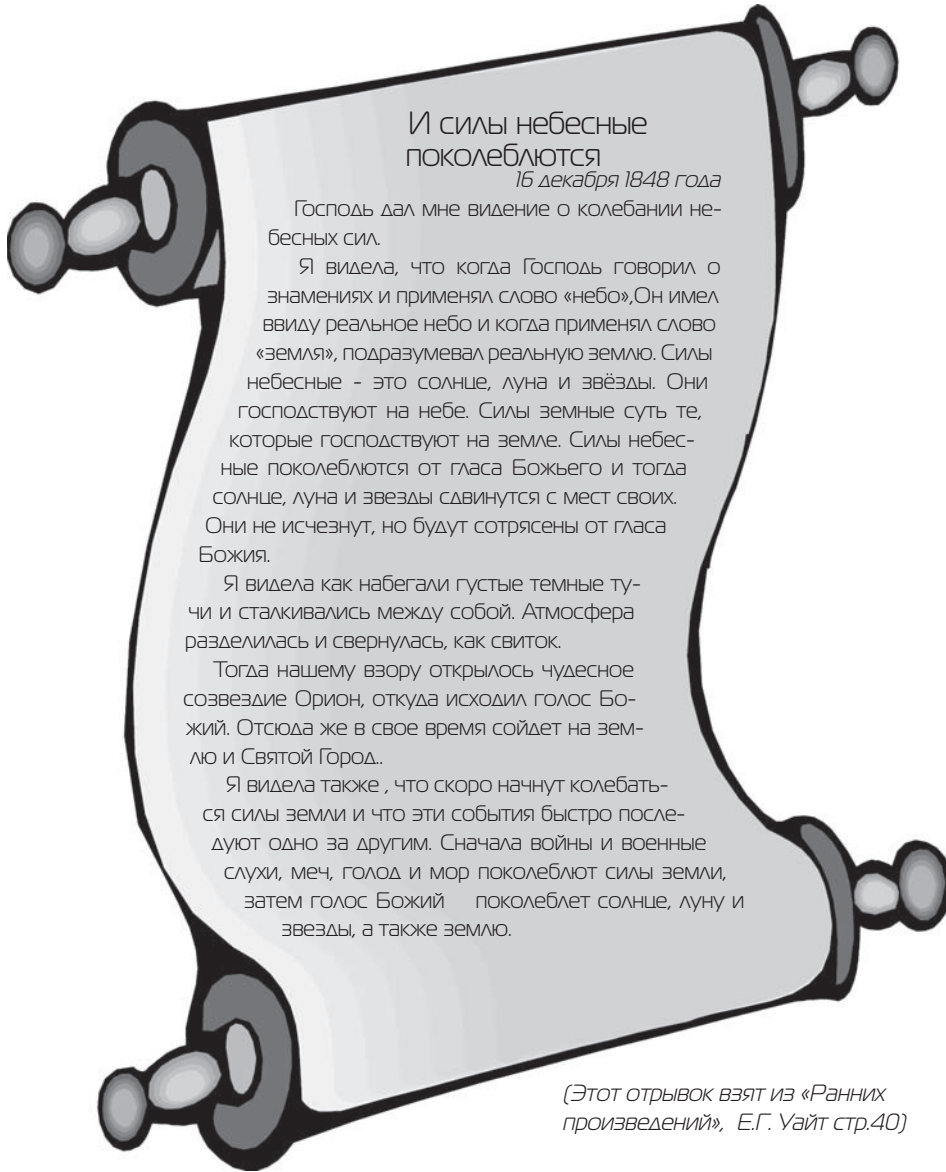 И силы небесные
поколеблются
16 декабря 1848 года
Господь дал мне видение о колебании не-
бесных сил.
Я видела, что когда Господь говорил о
знамениях и применял слово «небо»,Он имел
ввиду реальное небо и когда применял слово
«земля», подразумевал реальную землю. Силы
небесные - это солнце, луна и звёзды. Они
господствуют на небе. Силы земные суть те,
которые господствуют на земле. Силы небес-
ные поколеблются от гласа Божьего и тогда
солнце, луна и звезды сдвинутся с мест своих.
Они не исчезнут, но будут сотрясены от гласа
Божия.
Я видела как набегали густые темные ту-
чи и сталкивались между собой. Атмосфера
разделилась и свернулась, как свиток.
Тогда нашему взору открылось чудесное
созвездие Орион, откуда исходил голос Бо-
жий. Отсюда же в свое время сойдет на зем-
лю и Святой Город..
Я видела также , что скоро начнут колебать-
ся силы земли и что эти события быстро после-
дуют одно за другим. Сначала войны и военные
слухи, меч, голод и мор поколеблют силы земли,
затем голос Божий поколеблет солнце, луну и
звезды, а также землю.
(Этот отрывок взят из «Ранних
произведений», Е.Г. Уайт стр.40)